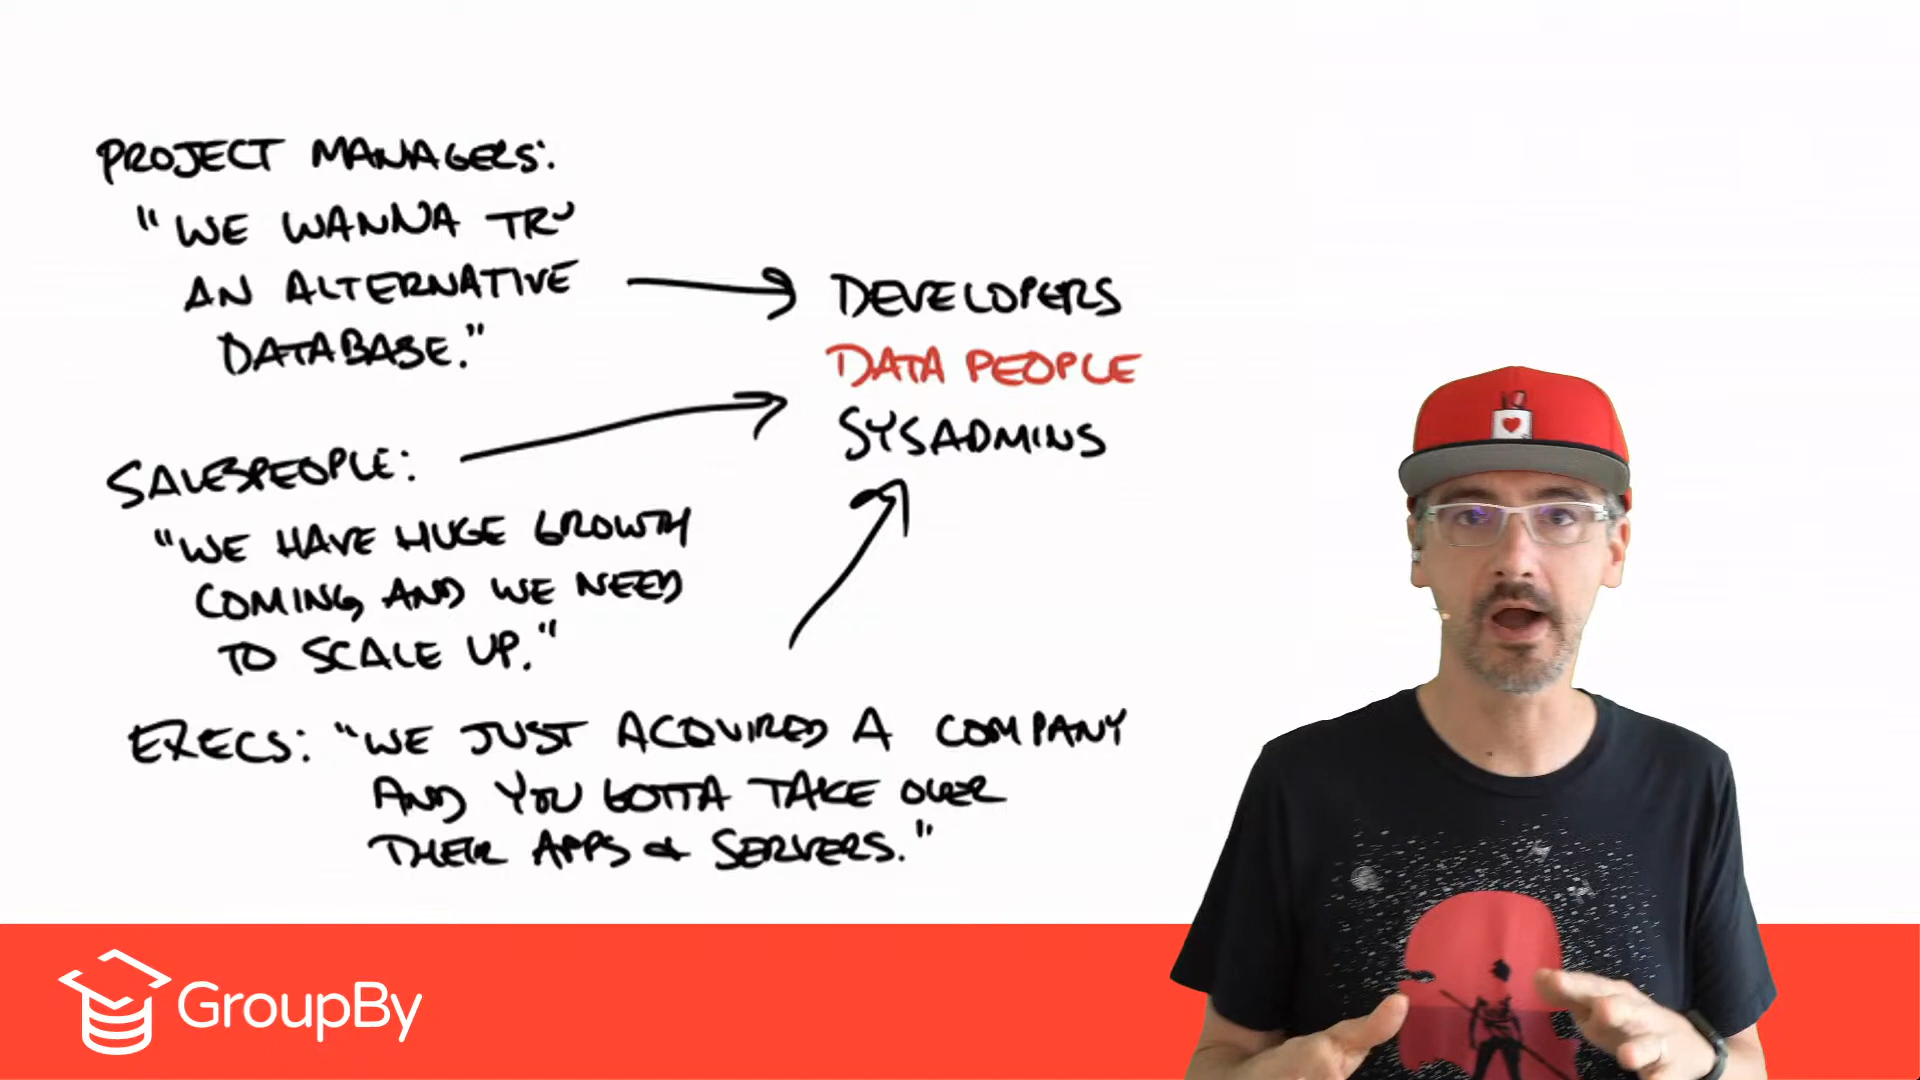 PROJECT MANAGERS:
"WE WANNA TRY
AN ALTERNATIVE
DATABASE."
SALESPEOPLE:
"WE HAVE HUGE GROWTH
COMING, AND WE NEED
TO SCALE UP."
EXECS: "WE JUST ACQUIRED A COMPANY
AND YOU GOTTA TAKE OVER
THEIR APPS & SERVERS."
DEVELOPERS
DATA PEOPLE
SYSADMINS
GroupBy